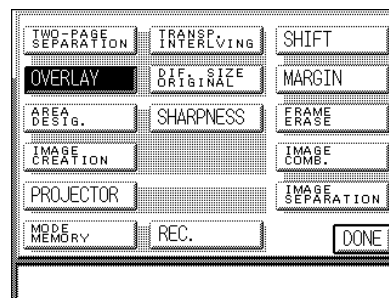 TWO-PAGE
SEPARATION
TRANSP.
INTERLVING
SHIFT
OVERLAY
DIF. SIZE
ORIGINAL
MARGIN
AREA
DESIG.
SHARPNESS
FRAME
ERASE
IMAGE
CREATION
IMAGE
COMB.
PROJECTOR
IMAGE
SEPARATION
MODE
MEMORY
REC.
DONE